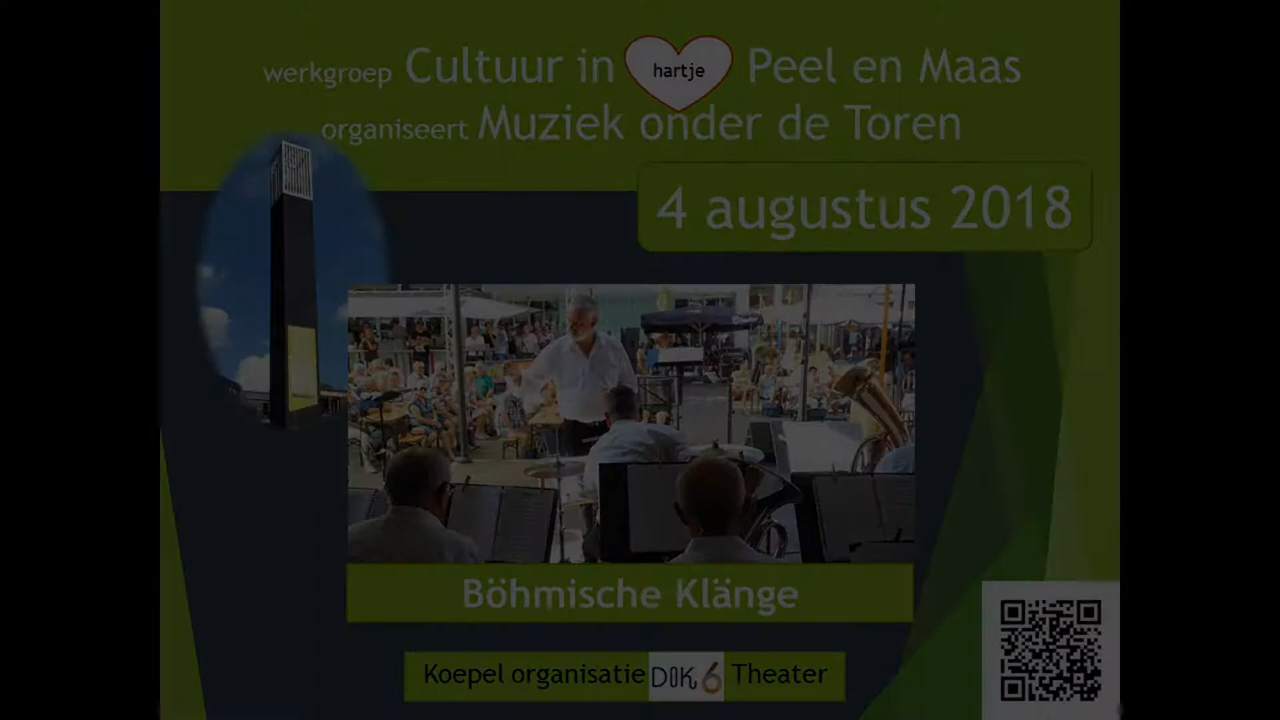 werkgroep Cultuur in hartje Peel en Maas
organiseert Muziek onder de Toren
4 augustus 2018
Böhmische Klänge
Koepel organisatie DOK6 Theater